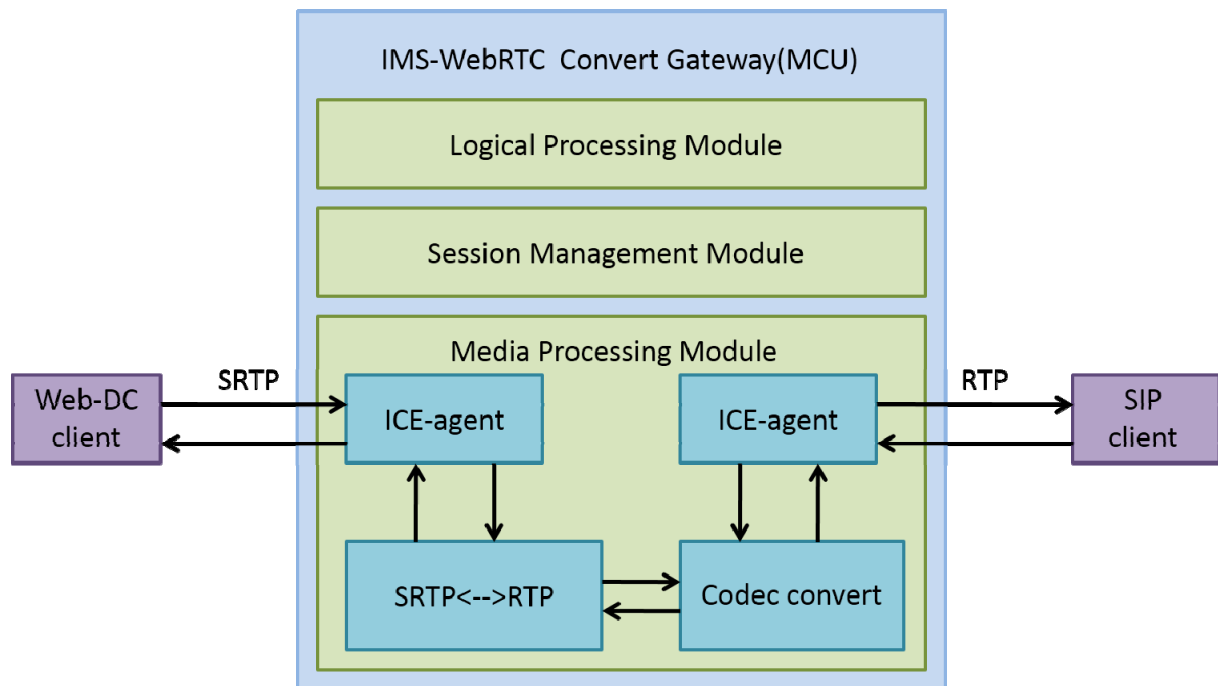 IMS-WebRTC Convert Gateway(MCU)
Logical Processing Module
Session Management Module
Media Processing Module
SRTP
RTP
Web-DC
client
ICE-agent
ICE-agent
SIP
client
SRTP<-->RTP
Codec convert